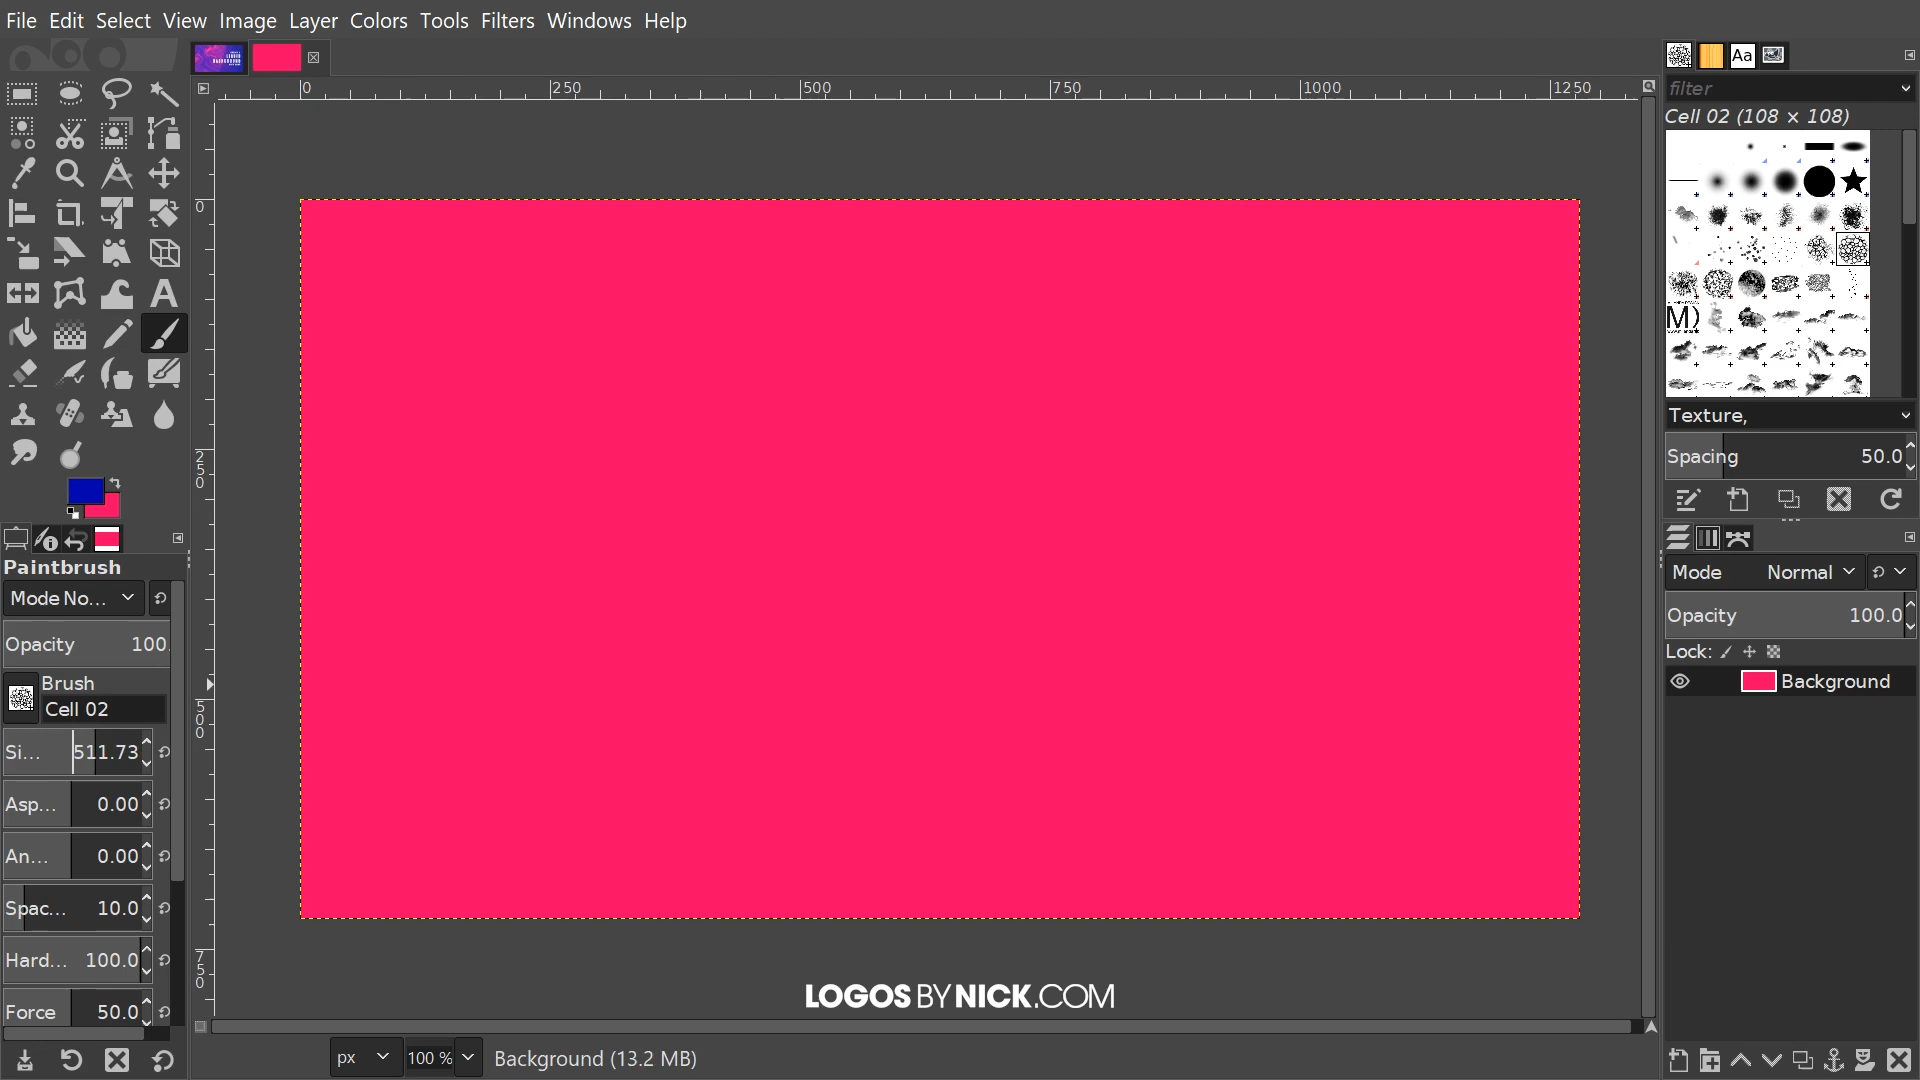 File Edit Select View Image Layer Colors Tools Filters Windows Help
0 250 500 750 1000 1250
0
250
500
750
filter
Cell 02 (108 × 108)
M)
Texture,
Spacing 50.0
Mode Normal
Opacity 100.0
Lock:
Background
Paintbrush
Mode No...
Opacity 100.
Brush
Cell 02
Si... 511.73
Asp... 0.00
An... 0.00
Spac... 10.0
Hard... 100.0
Force 50.0
LOGOS BY NICK.COM
px 100 % Background (13.2 MB)
Aa